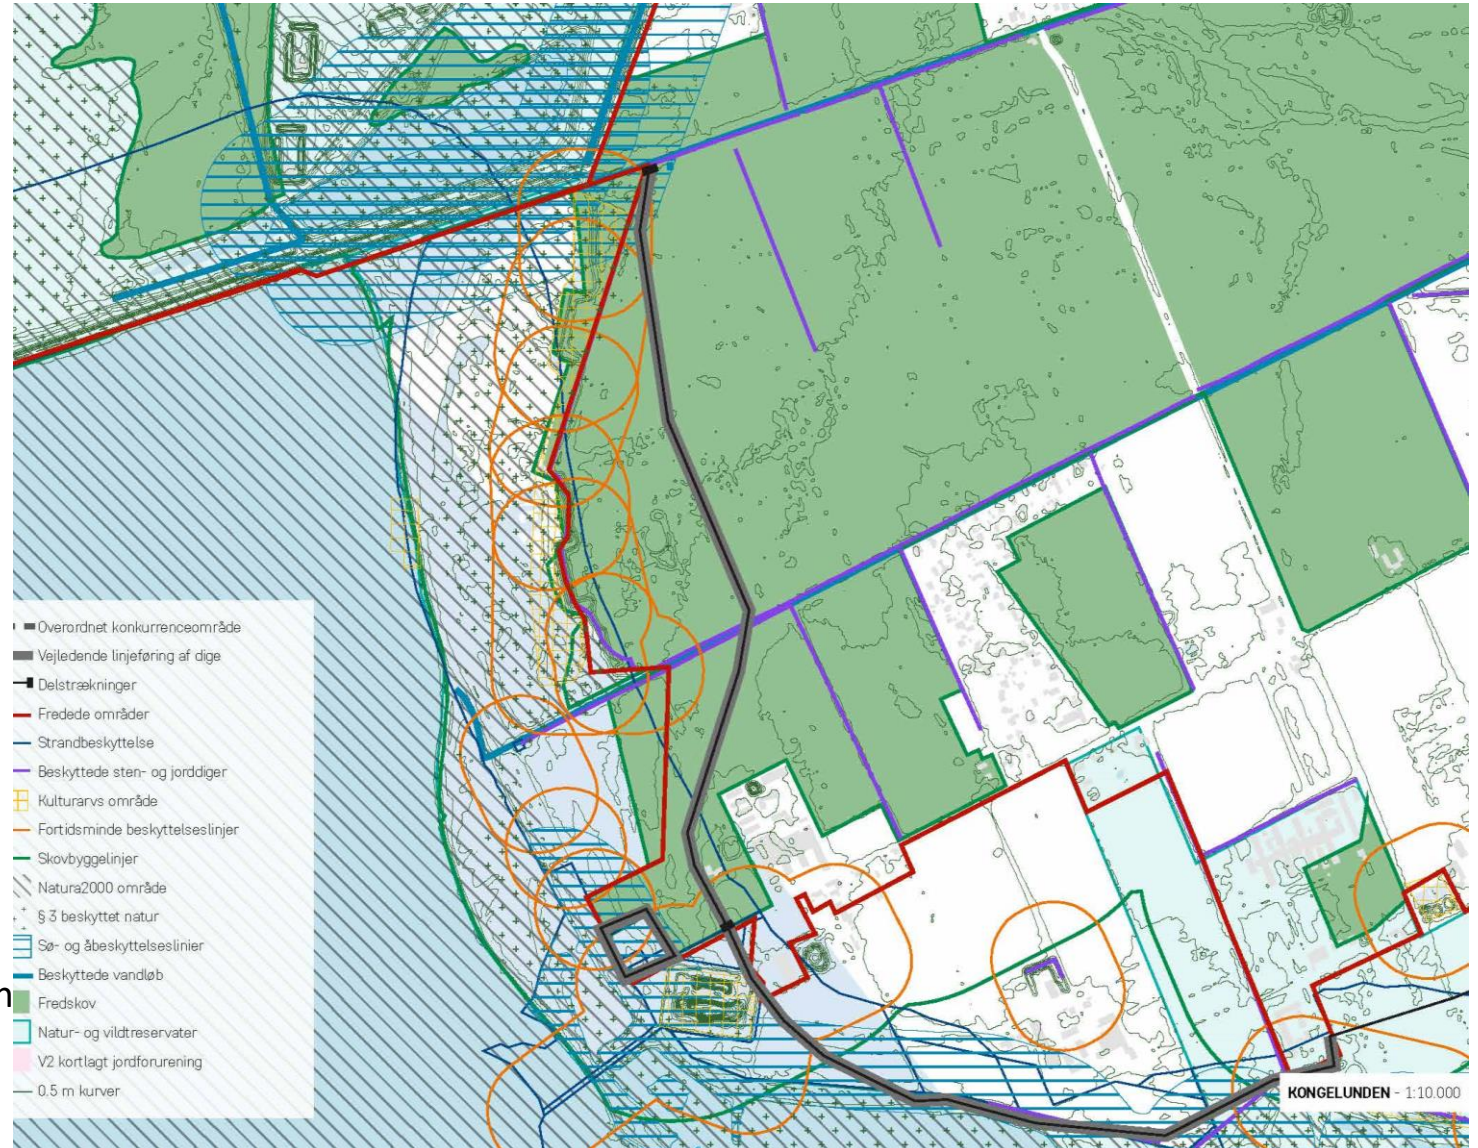 Overordnet konkurrenceområde
Vejledende linjeføring af dige
Delstrækninger
Fredede områder
Strandbeskyttelse
Beskyttede sten- og jorddiger
Kulturarvs område
Fortidsminde beskyttelseslinjer
Skovbyggelinjer
Natura2000 område
§ 3 beskyttet natur
Sø- og åbeskyttelseslinier
Beskyttede vandløb
n
Fredskov
Natur- og vildtreservater
V2 kortlagt jordforurening
0.5 m kurver
KONGELUNDEN - 1:10.000